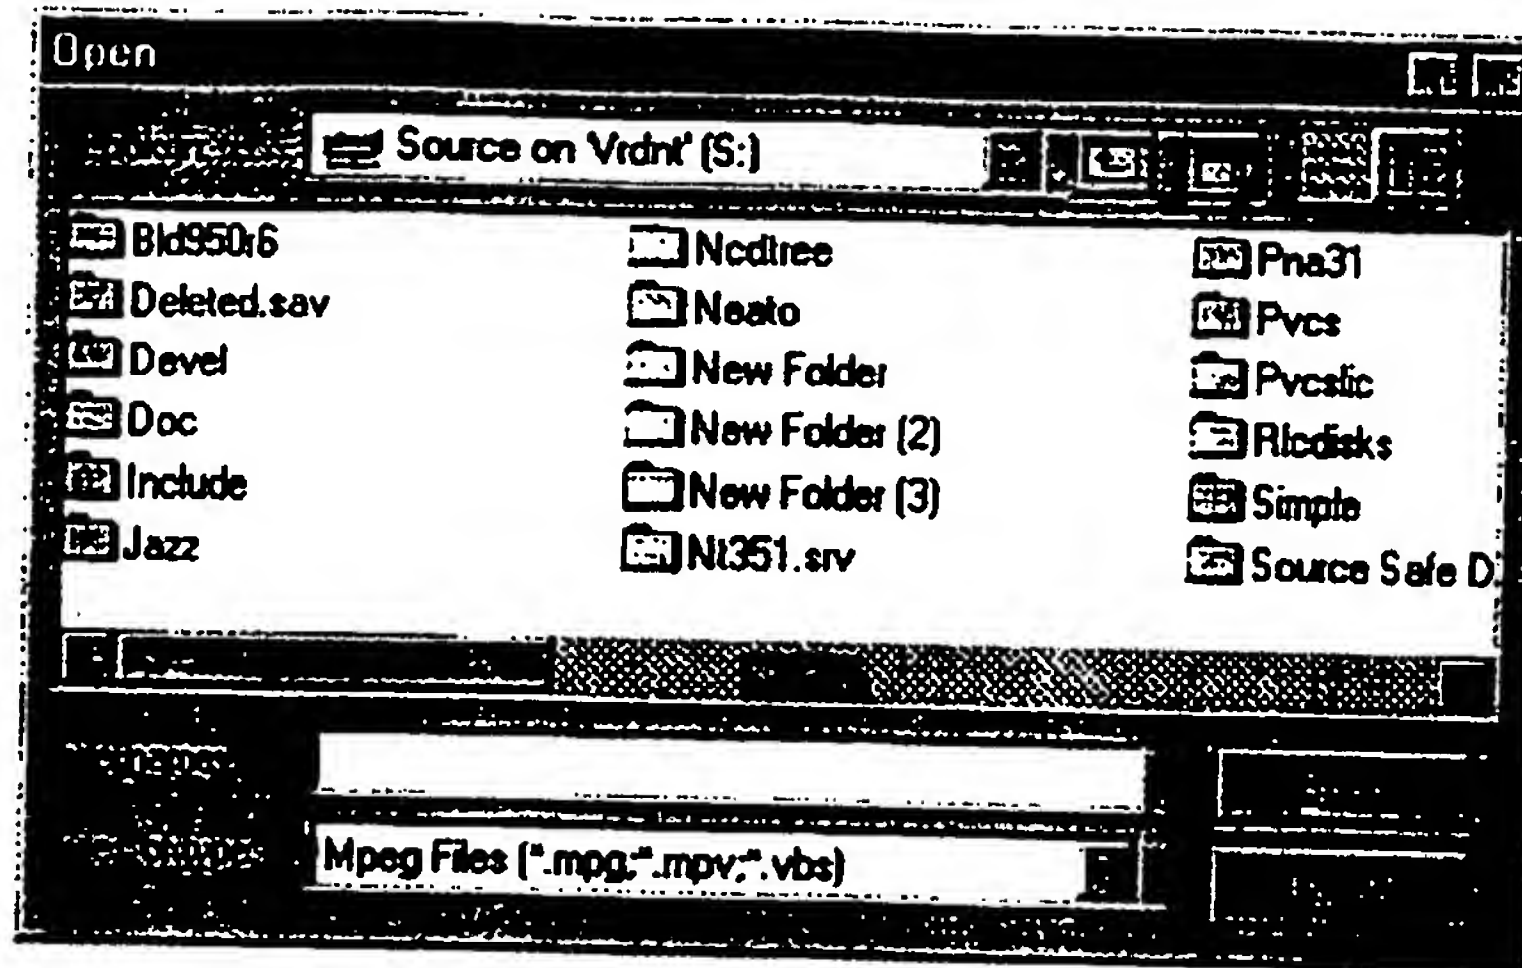 Open
Source on 'Vrdnt' (S:)
Bld950r6
Deleted.sav
Devel
Doc
Include
Jazz
Ncdtree
Neato
New Folder
New Folder (2)
New Folder (3)
Nt351.srv
Pna31
Pvcs
Pvcslic
Rlcdisks
Simple
Source Safe D
Mpeg Files (*.mpg;*.mpv;*.vbs)